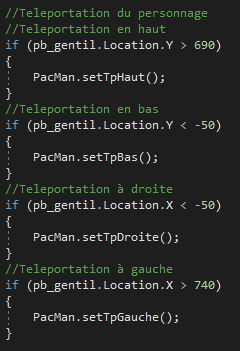 //Teleportation du personnage
//Teleportation en haut
if (pb_gentil.Location.Y > 690)
{
PacMan.setTpHaut();
}
//Teleportation en bas
if (pb_gentil.Location.Y < -50)
{
PacMan.setTpBas();
}
//Teleportation à droite
if (pb_gentil.Location.X < -50)
{
PacMan.setTpDroite();
}
//Teleportation à gauche
if (pb_gentil.Location.X > 740)
{
PacMan.setTpGauche();
}